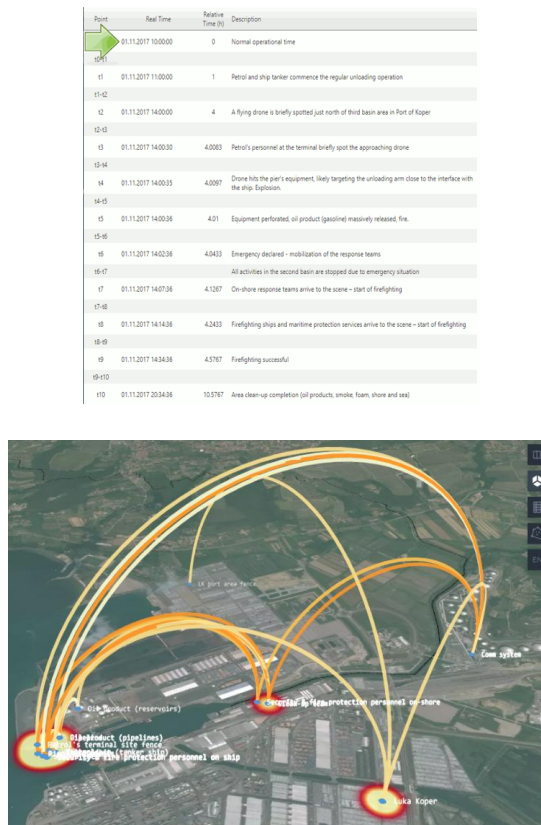 Point Real Time Relative Time (h) Description
01.11.2017 10:00:00 0 Normal operational time
t0-t1
t1 01.11.2017 11:00:00 1 Petrol and ship tanker commence the regular unloading operation
t1-t2
t2 01.11.2017 14:00:00 4 A flying drone is briefly spotted just north of third basin area in Port of Koper
t2-t3
t3 01.11.2017 14:00:30 4.0083 Petrol's personnel at the terminal briefly spot the approaching drone
t3-t4
t4 01.11.2017 14:00:35 4.0097 Drone hits the pier's equipment, likely targeting the unloading arm close to the interface with
the ship. Explosion.
t4-t5
t5 01.11.2017 14:00:36 4.01 Equipment perforated, oil product (gasoline) massively released, fire.
t5-t6
t6 01.11.2017 14:02:36 4.0433 Emergency declared - mobilization of the response teams
t6-t7 All activities in the second basin are stopped due to emergency situation
t7 01.11.2017 14:07:36 4.1267 On-shore response teams arrive to the scene – start of firefighting
t7-t8
t8 01.11.2017 14:14:36 4.2433 Firefighting ships and maritime protection services arrive to the scene – start of firefighting
t8-t9
t9 01.11.2017 14:34:36 4.5767 Firefighting successful
t9-t10
t10 01.11.2017 20:34:36 10.5767 Area clean-up completion (oil products, smoke, foam, shore and sea)
LK port area fence
Comm system
protection personnel on-shore
Oil product (reservoirs)
product (pipelines)
Petrol's terminal site fence
(tanker ship)
protection personnel on ship
Luka Koper